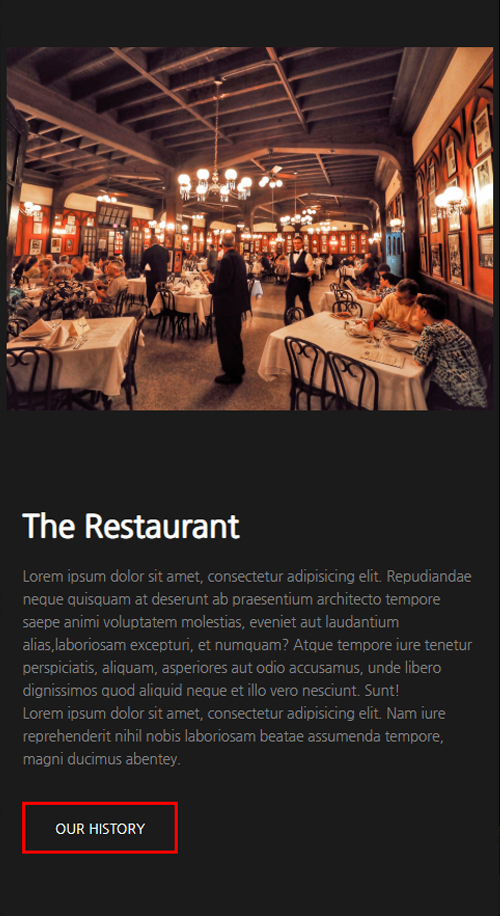 The Restaurant
Lorem ipsum dolor sit amet, consectetur adipisicing elit. Repudiandae
neque quisquam at deserunt ab praesentium architecto tempore
saepe animi voluptatem molestias, eveniet aut laudantium
alias,laboriosam excepturi, et numquam? Atque tempore iure tenetur
perspiciatis, aliquam, asperiores aut odio accusamus, unde libero
dignissimos quod aliquid neque et illo vero nesciunt. Sunt!
Lorem ipsum dolor sit amet, consectetur adipisicing elit. Nam iure
reprehenderit nihil nobis laboriosam beatae assumenda tempore,
magni ducimus abentey.
OUR HISTORY